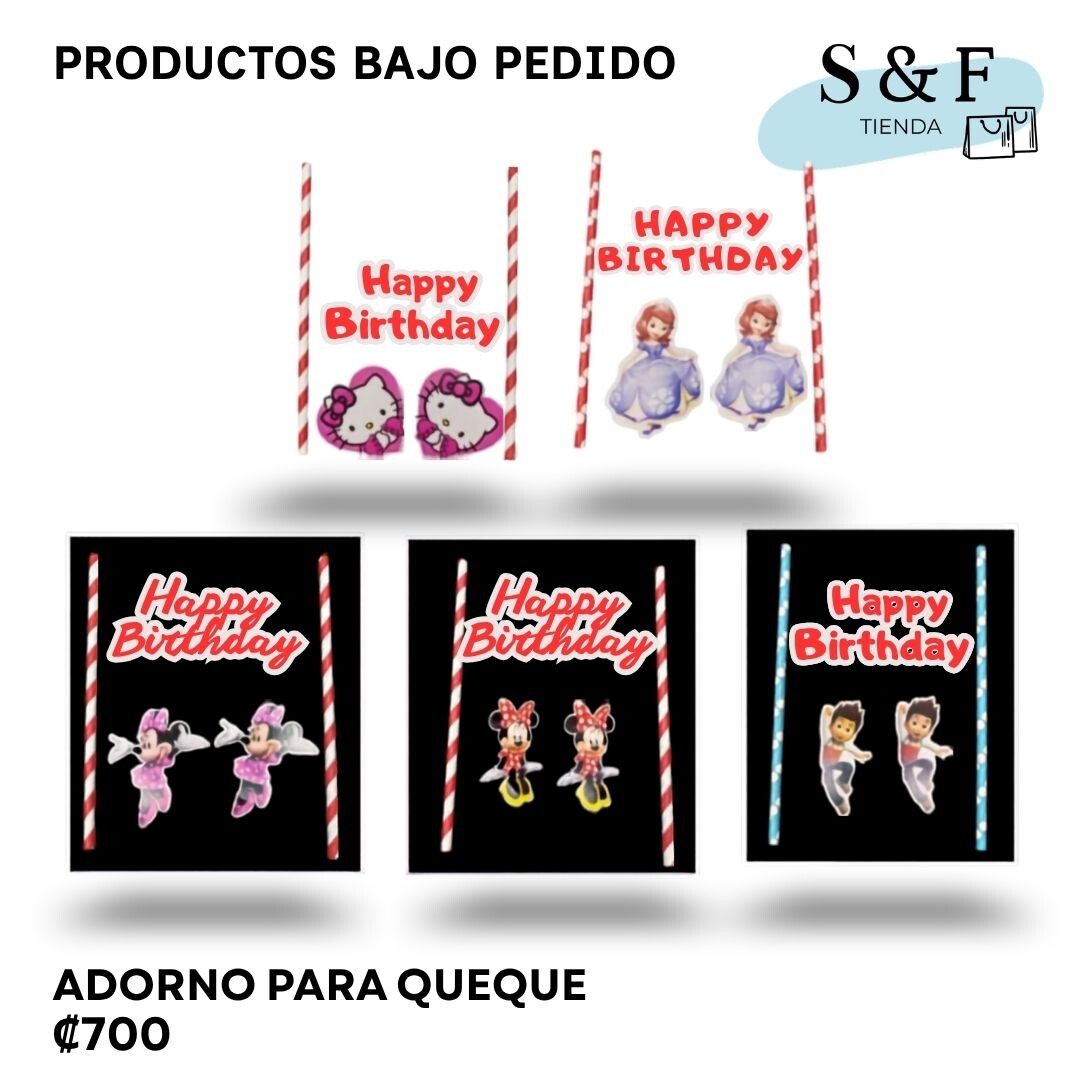 PRODUCTOS BAJO PEDIDO
S & F
TIENDA
Happy
Birthday
HAPPY
BIRTHDAY
Happy
Birthday
Happy
Birthday
Happy
Birthday
ADORNO PARA QUEQUE
₡700